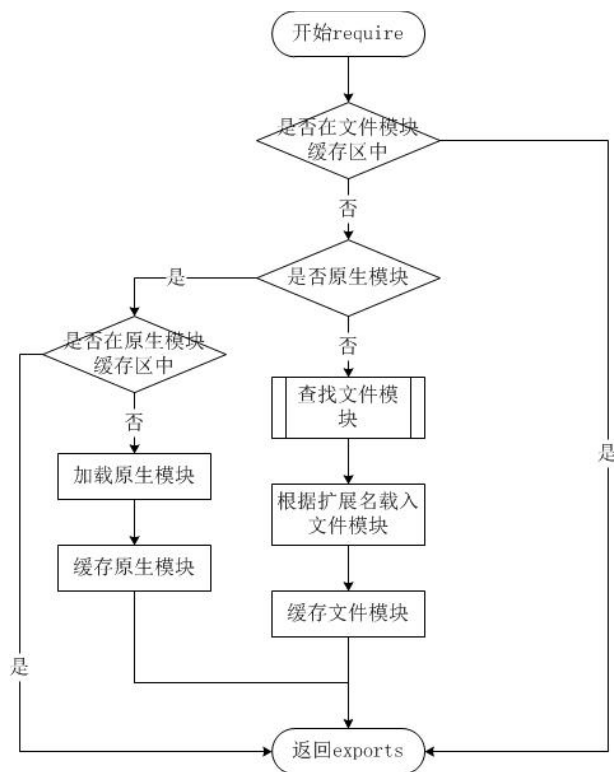 开始require
是否在文件模块
缓存区中
否
是否原生模块
是
是否在原生模块
缓存区中
否
查找文件模
块
否
加载原生模块
根据扩展名载入
文件模块
是
缓存原生模块
缓存文件模块
是
返回exports